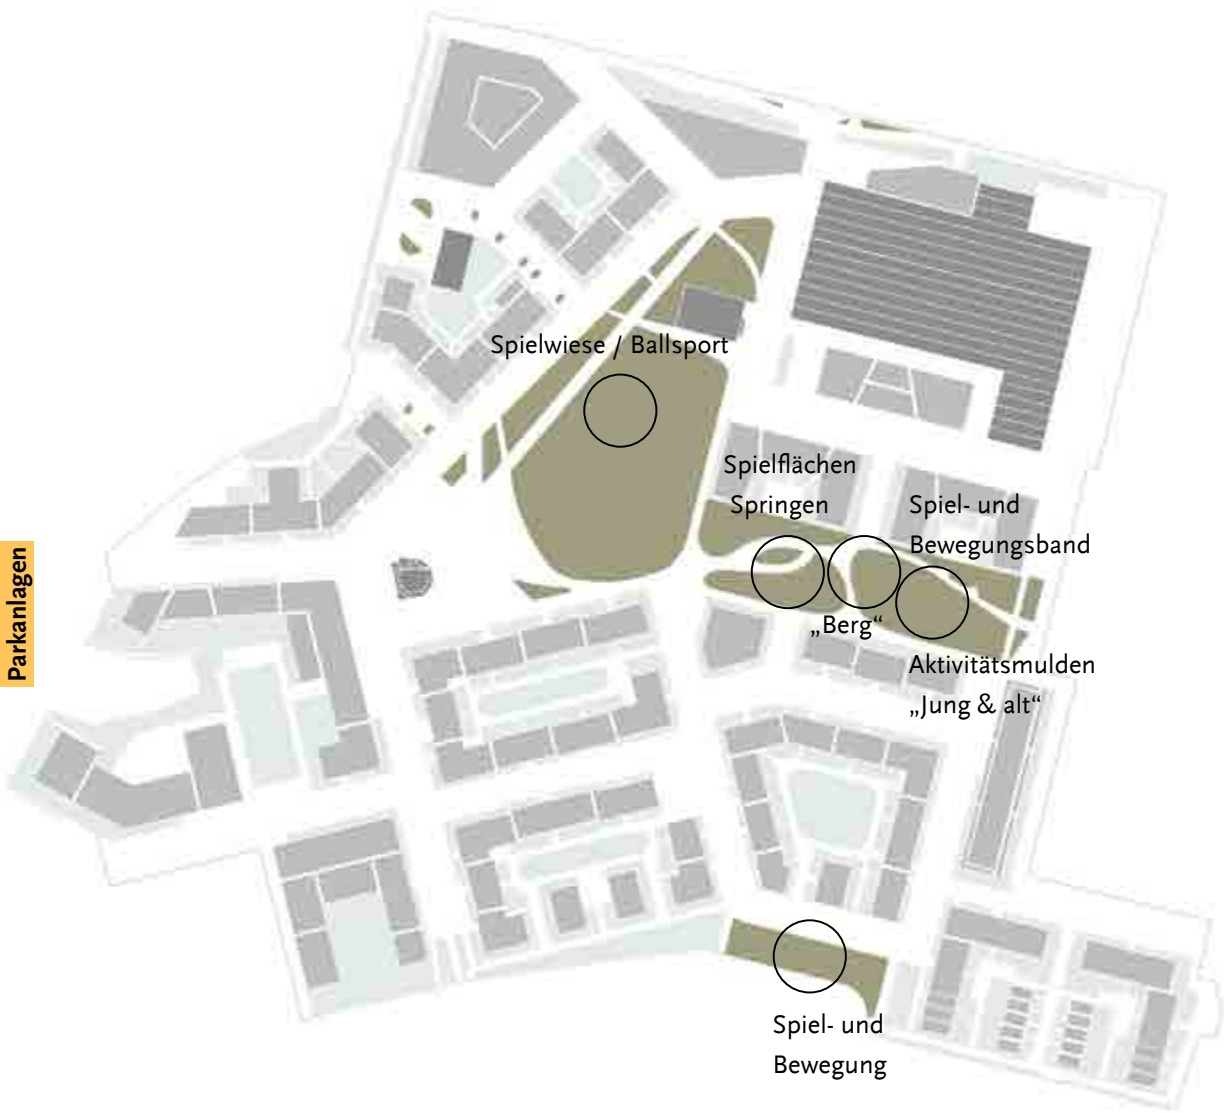 Spielwiese / Ballsport
Spielflächen
Springen
Spiel- und
Bewegungsband
„Berg“
Aktivitätsmulden
„Jung & alt“
Parkanlagen
Spiel- und
Bewegung